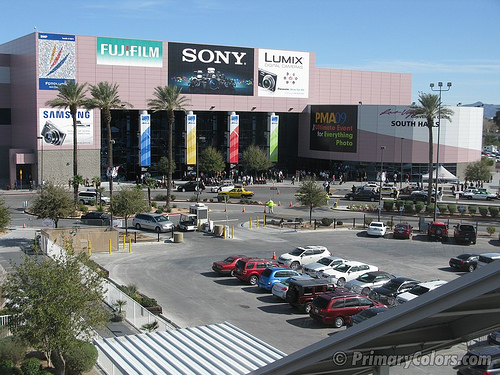 FUJIFILM
SONY
LUMIX
SAMSUNG
PMA09
Ultimate Event
for Everything
Photo
SOUTH HALLS
© PrimaryColors.com